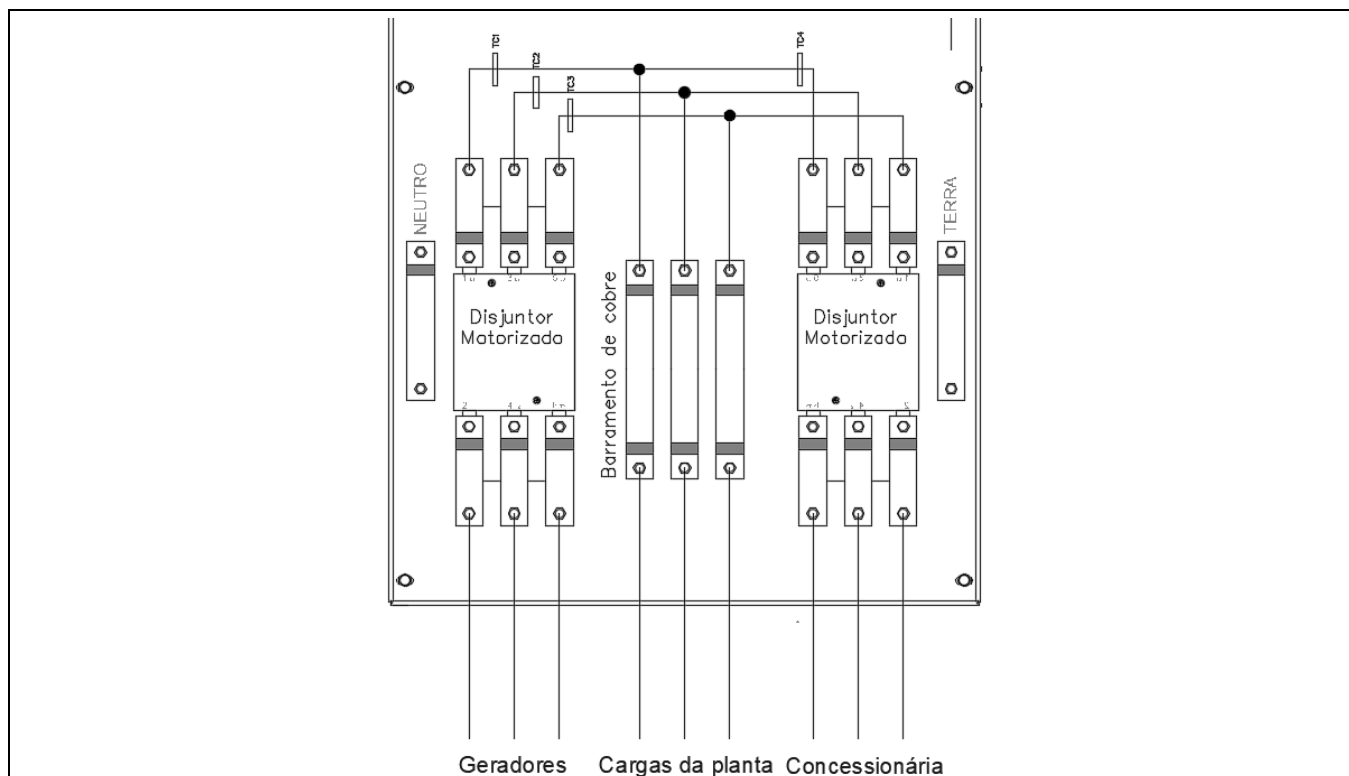 TC1
TC2
TC3
TC4
NEUTRO
TERRA
Disjuntor
Motorizado
Barramento de cobre
Disjuntor
Motorizado
Geradores
Cargas da planta
Concessionária